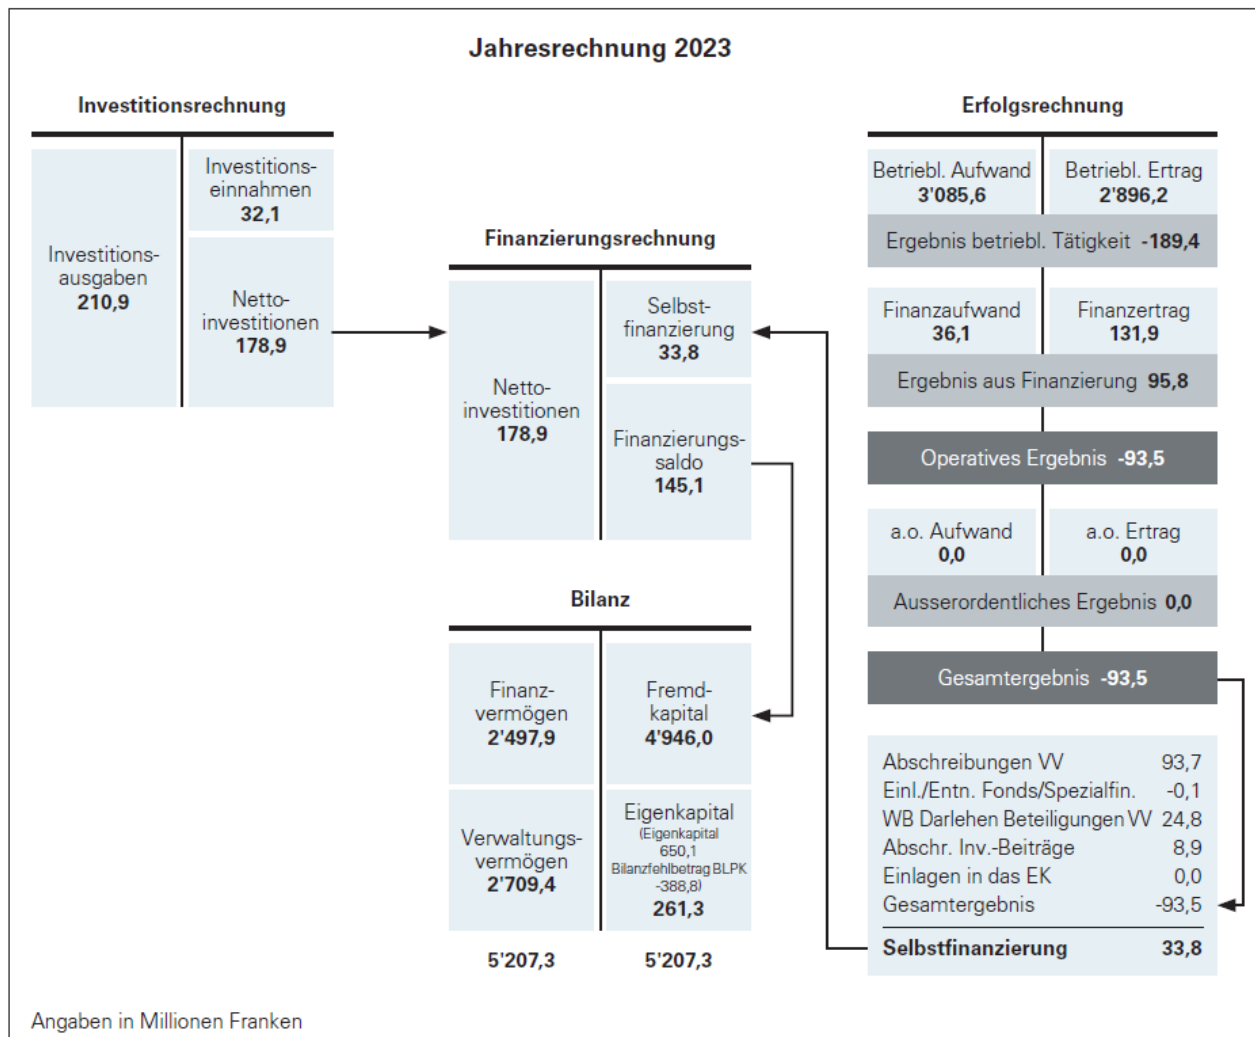 Jahresrechnung 2023
Investitionsrechnung
Investitions-
ausgaben
210,9
Investitions-
einnahmen
32,1
Netto-
investitionen
178,9
Finanzierungsrechnung
Netto-
investitionen
178,9
Selbst-
finanzierung
33,8
Finanzierungs-
saldo
145,1
Bilanz
Finanz-
vermögen
2'497,9
Fremd-
kapital
4'946,0
Verwaltungs-
vermögen
2'709,4
Eigenkapital
(Eigenkapital
650,1
Bilanzfehlbetrag BLPK
-388,8)
261,3
5'207,3
5'207,3
Erfolgsrechnung
Betriebl. Aufwand
3'085,6
Betriebl. Ertrag
2'896,2
Ergebnis betriebl. Tätigkeit -189,4
Finanzaufwand
36,1
Finanzertrag
131,9
Ergebnis aus Finanzierung 95,8
Operatives Ergebnis -93,5
a.o. Aufwand
0,0
a.o. Ertrag
0,0
Ausserordentliches Ergebnis 0,0
Gesamtergebnis -93,5
Abschreibungen VV 93,7
Einl./Entn. Fonds/Spezialfin. -0,1
WB Darlehen Beteiligungen VV 24,8
Abschr. Inv.-Beiträge 8,9
Einlagen in das EK 0,0
Gesamtergebnis -93,5
Selbstfinanzierung 33,8
Angaben in Millionen Franken